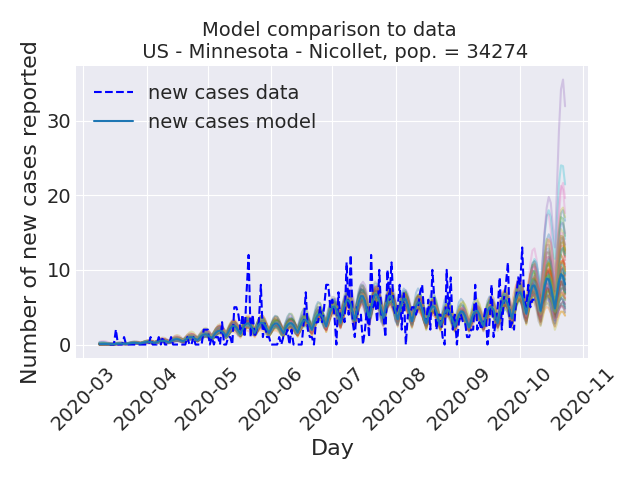 Model comparison to data
US - Minnesota - Nicollet, pop. = 34274
new cases data
new cases model
Number of new cases reported
30
20
10
0
2020-03
2020-04
2020-05
2020-06
2020-07
2020-08
2020-09
2020-10
2020-11
Day